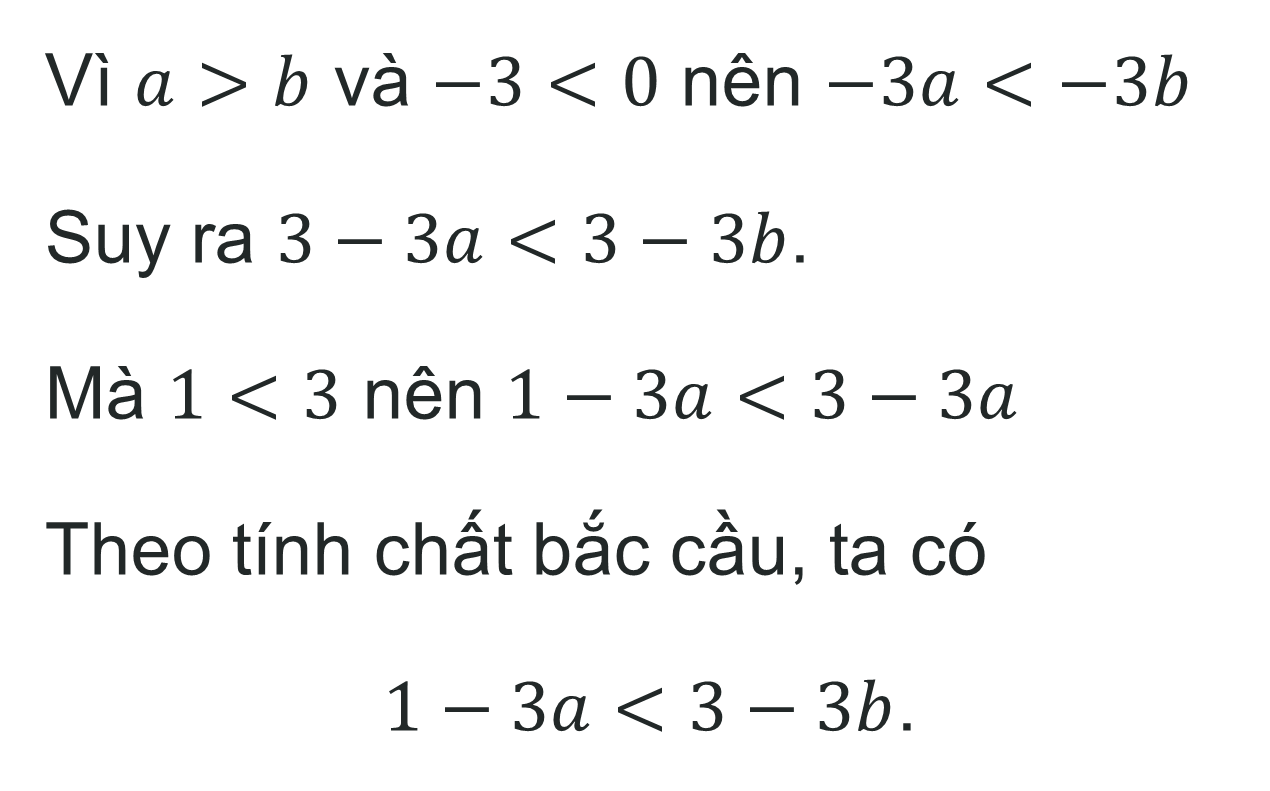 Vì a > b và −3 < 0 nên −3a < −3b
Suy ra 3 − 3a < 3 − 3b.
Mà 1 < 3 nên 1 − 3a < 3 − 3a
Theo tính chất bắc cầu, ta có
1 − 3a < 3 − 3b.